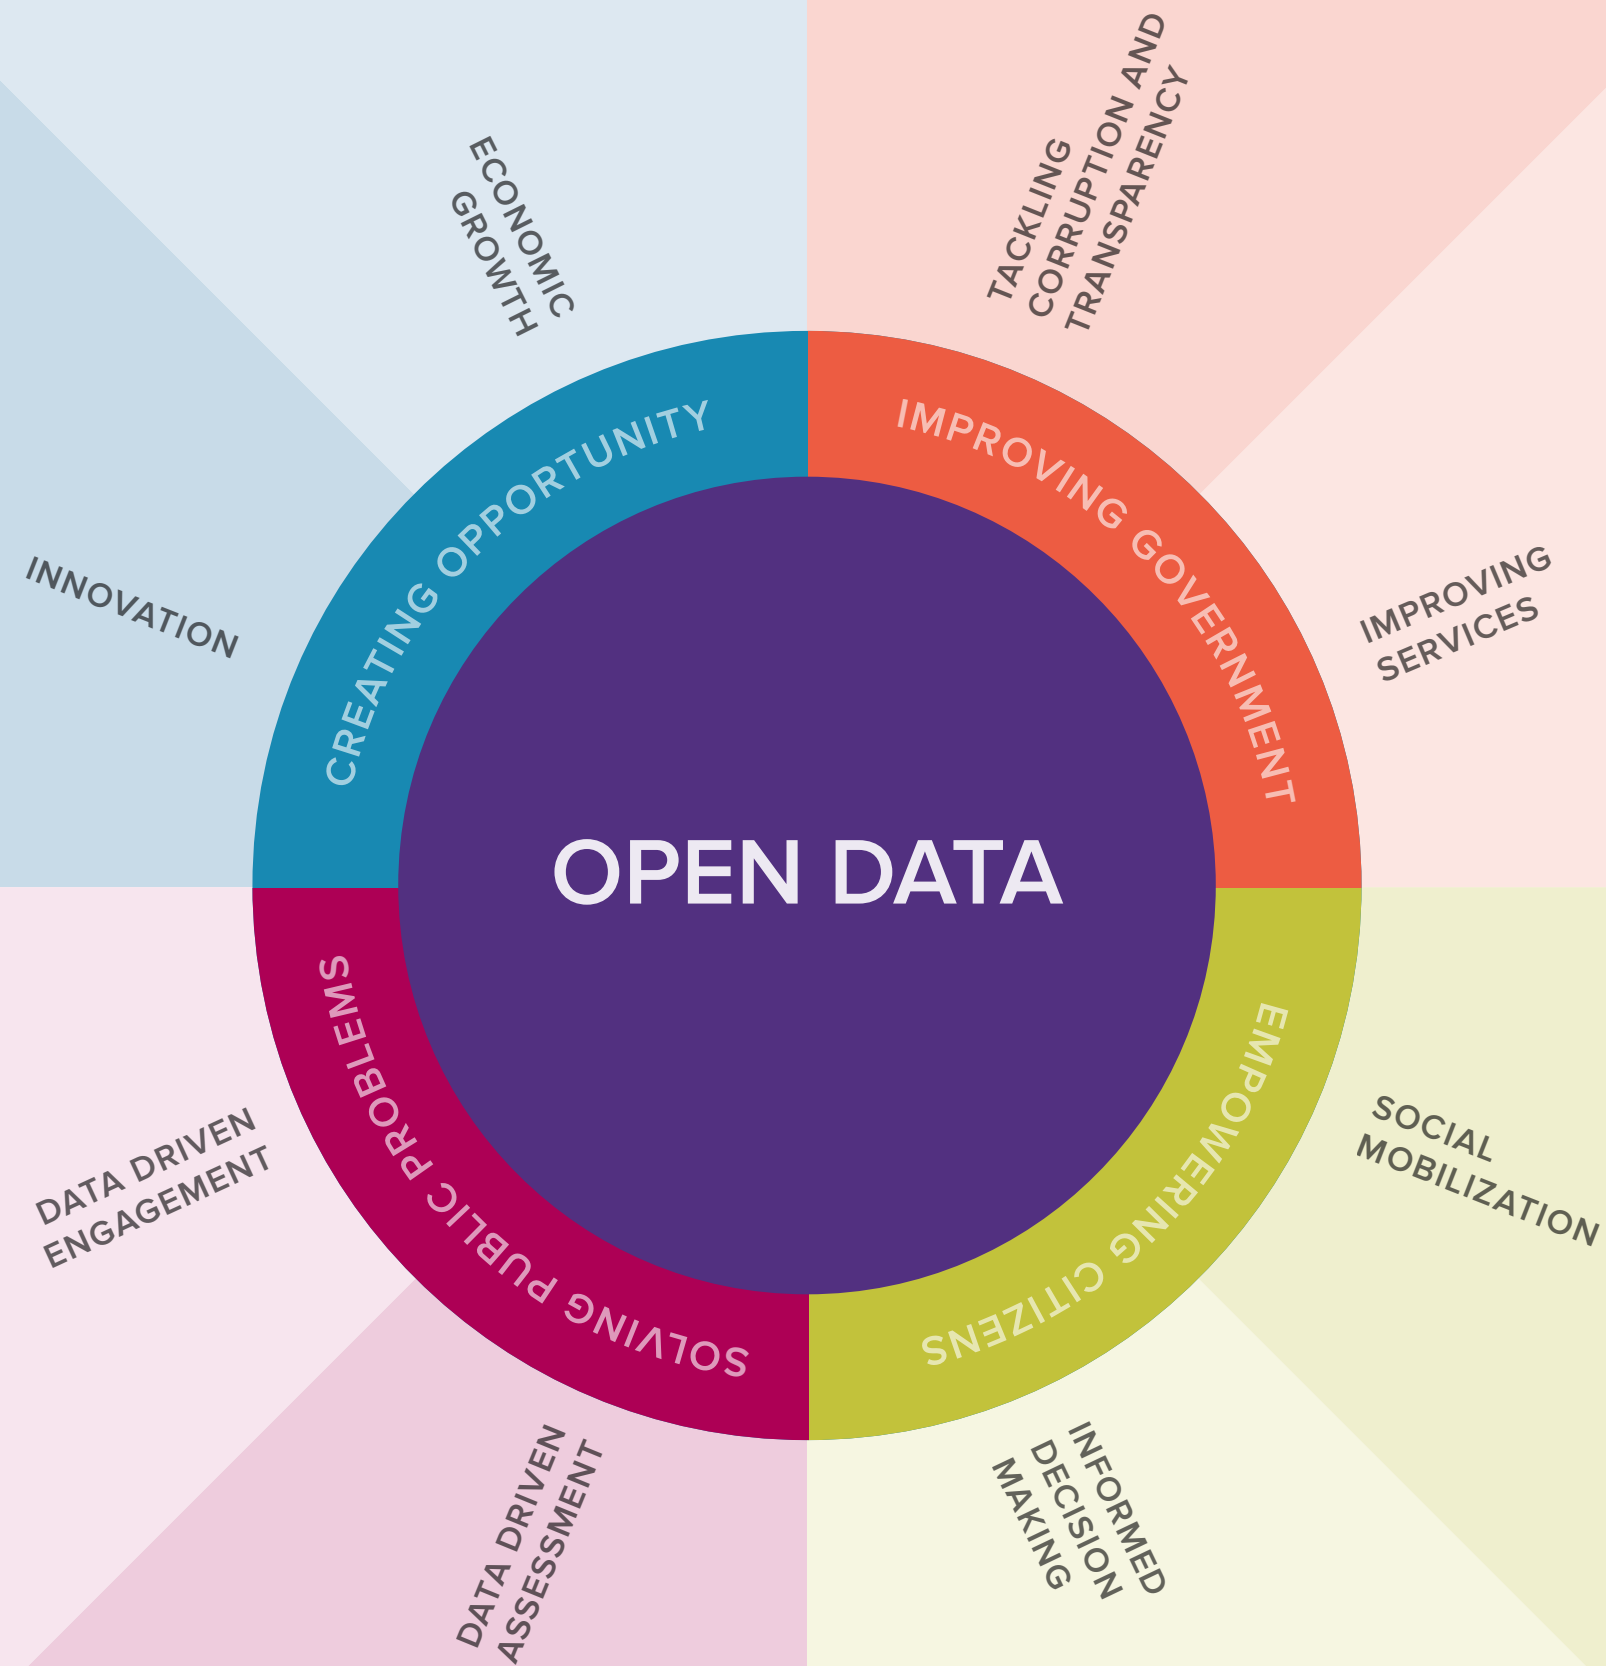 OPEN DATA
CREATING OPPORTUNITY
ECONOMIC
GROWTH
INNOVATION
IMPROVING GOVERNMENT
TACKLING
CORRUPTION AND
TRANSPARENCY
IMPROVING
SERVICES
EMPOWERING CITIZENS
SOCIAL
MOBILIZATION
INFORMED
DECISION
MAKING
SOLVING PUBLIC PROBLEMS
DATA DRIVEN
ASSESSMENT
DATA DRIVEN
ENGAGEMENT